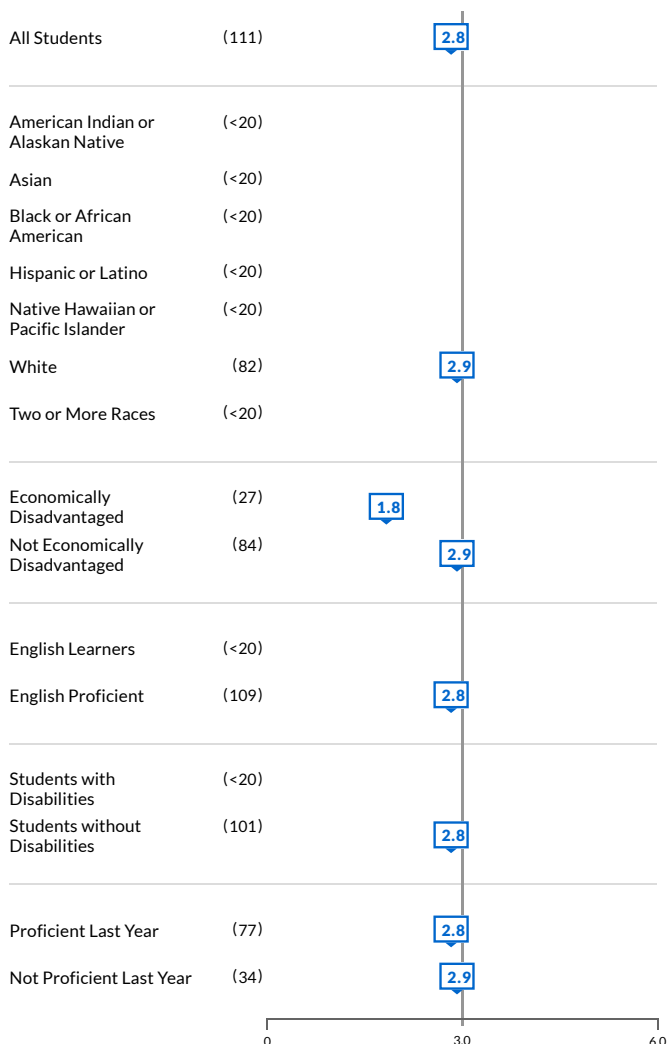 All Students (111) 2.8
American Indian or (<20)
Alaskan Native
Asian (<20)
Black or African (<20)
American
Hispanic or Latino (<20)
Native Hawaiian or (<20)
Pacific Islander
White (82) 2.9
Two or More Races (<20)
Economically (27) 1.8
Disadvantaged
Not Economically (84) 2.9
Disadvantaged
English Learners (<20)
English Proficient (109) 2.8
Students with (<20)
Disabilities
Students without (101) 2.8
Disabilities
Proficient Last Year (77) 2.8
Not Proficient Last Year (34) 2.9
0 3.0 6.0